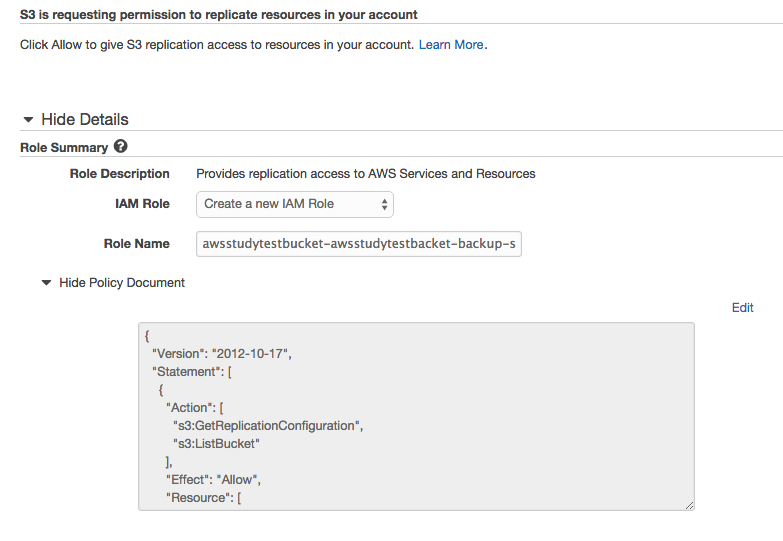 S3 is requesting permission to replicate resources in your account
Click Allow to give S3 replication access to resources in your account. Learn More.
Hide Details
Role Summary ?
Role Description Provides replication access to AWS Services and Resources
IAM Role Create a new IAM Role
Role Name awsstudytestbucket-awsstudytestbacket-backup-s
Hide Policy Document
Edit
{
"Version": "2012-10-17",
"Statement": [
{
"Action": [
"s3:GetReplicationConfiguration",
"s3:ListBucket"
],
"Effect": "Allow",
"Resource": [